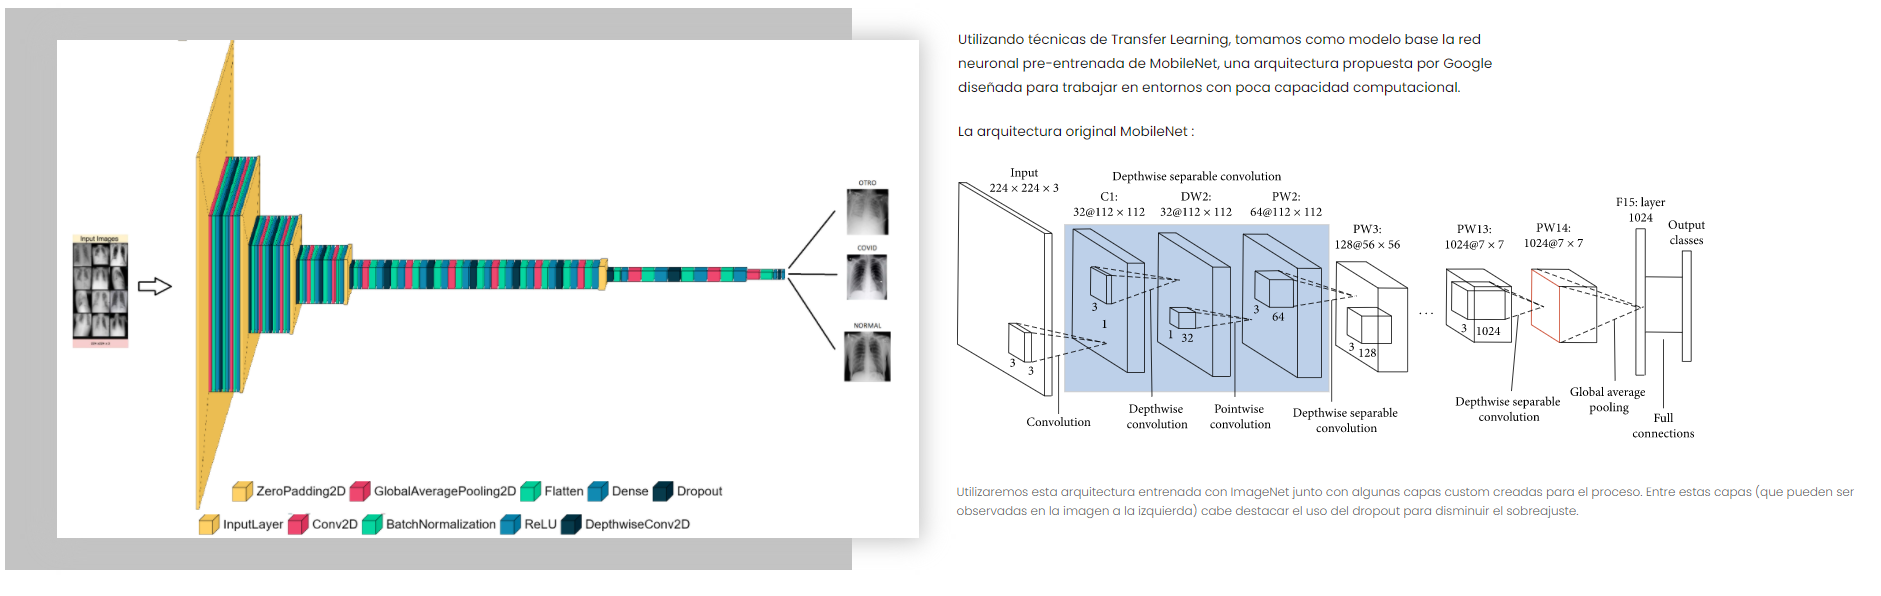 Input Images
OTRO
COVID
NORMAL
ZeroPadding2D GlobalAveragePooling2D Flatten Dense Dropout
InputLayer Conv2D BatchNormalization ReLU DepthwiseConv2D
Utilizando técnicas de Transfer Learning, tomamos como modelo base la red
neuronal pre-entrenada de MobileNet, una arquitectura propuesta por Google
diseñada para trabajar en entornos con poca capacidad computacional.
La arquitectura original MobileNet :
Input
224 × 224 × 3
Depthwise separable convolution
C1:
32@112 × 112
DW2:
32@112 × 112
PW2:
64@112 × 112
PW3:
128@56 × 56
PW13:
1024@7 × 7
PW14:
1024@7 × 7
F15: layer
1024
Output
classes
3
3
3
1
1
32
3
64
3
128
...
3
1024
Convolution
Depthwise
convolution
Pointwise
convolution
Depthwise separable
convolution
Depthwise separable
convolution
Global average
pooling
Full
connections
Utilizaremos esta arquitectura entrenada con ImageNet junto con algunas capas custom creadas para el proceso. Entre estas capas (que pueden ser
observadas en la imagen a la izquierda) cabe destacar el uso del dropout para disminuir el sobreajuste.